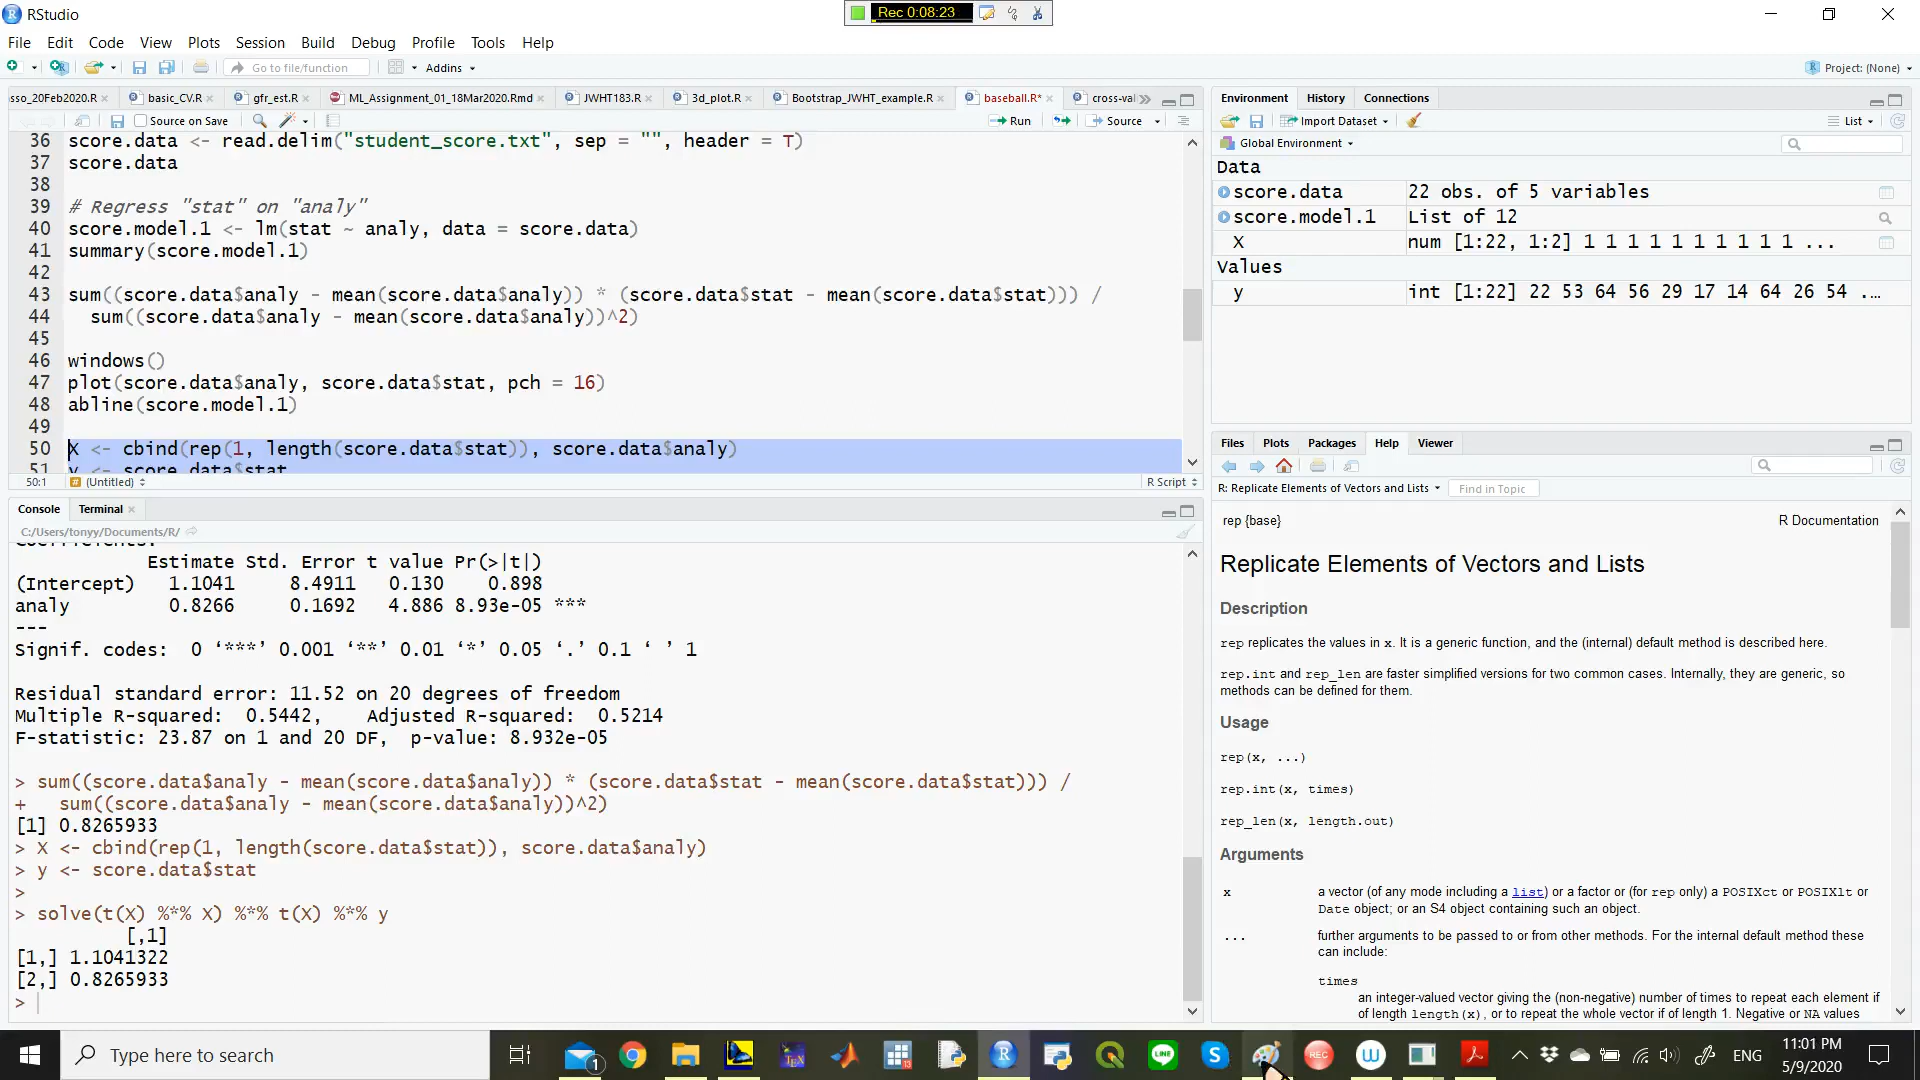 RStudio
Rec 0:08:23
File Edit Code View Plots Session Build Debug Profile Tools Help
Go to file/function Addins
Project: (None)
sso_20Feb2020.R basic_CV.R gfr_est.R ML_Assignment_01_18Mar2020.Rmd JWHT183.R 3d_plot.R Bootstrap_JWHT_example.R baseball.R* cross-val
Source on Save Run Source
36 score.data <- read.delim("student_score.txt", sep = "", header = T)
37 score.data
38
39 # Regress "stat" on "analy"
40 score.model.1 <- lm(stat ~ analy, data = score.data)
41 summary(score.model.1)
42
43 sum((score.data$analy - mean(score.data$analy)) * (score.data$stat - mean(score.data$stat))) /
44 sum((score.data$analy - mean(score.data$analy))^2)
45
46 windows()
47 plot(score.data$analy, score.data$stat, pch = 16)
48 abline(score.model.1)
49
50 X <- cbind(rep(1, length(score.data$stat)), score.data$analy)
51 y <- score.data$stat
50:1 (Untitled) R Script
Console Terminal
C:/Users/tonyy/Documents/R/
Coefficients:
Estimate Std. Error t value Pr(>|t|)
(Intercept) 1.1041 8.4911 0.130 0.898
analy 0.8266 0.1692 4.886 8.93e-05 ***
---
Signif. codes: 0 ‘***’ 0.001 ‘**’ 0.01 ‘*’ 0.05 ‘.’ 0.1 ‘ ’ 1
Residual standard error: 11.52 on 20 degrees of freedom
Multiple R-squared: 0.5442, Adjusted R-squared: 0.5214
F-statistic: 23.87 on 1 and 20 DF, p-value: 8.932e-05
> sum((score.data$analy - mean(score.data$analy)) * (score.data$stat - mean(score.data$stat))) /
+ sum((score.data$analy - mean(score.data$analy))^2)
[1] 0.8265933
> X <- cbind(rep(1, length(score.data$stat)), score.data$analy)
> y <- score.data$stat
>
> solve(t(X) %*% X) %*% t(X) %*% y
[,1]
[1,] 1.1041322
[2,] 0.8265933
>
Environment History Connections
Import Dataset List
Global Environment
Data
score.data 22 obs. of 5 variables
score.model.1 List of 12
X num [1:22, 1:2] 1 1 1 1 1 1 1 1 1 1 ...
Values
y int [1:22] 22 53 64 56 29 17 14 64 26 54 ...
Files Plots Packages Help Viewer
R: Replicate Elements of Vectors and Lists Find in Topic
rep {base} R Documentation
Replicate Elements of Vectors and Lists
Description
rep replicates the values in x. It is a generic function, and the (internal) default method is described here.
rep.int and rep_len are faster simplified versions for two common cases. Internally, they are generic, so
methods can be defined for them.
Usage
rep(x, ...)
rep.int(x, times)
rep_len(x, length.out)
Arguments
x a vector (of any mode including a list) or a factor or (for rep only) a POSIXct or POSIXlt or
Date object; or an S4 object containing such an object.
... further arguments to be passed to or from other methods. For the internal default method these
can include:
times
an integer-valued vector giving the (non-negative) number of times to repeat each element if
of length length(x), or to repeat the whole vector if of length 1. Negative or NA values
Type here to search
1
13
REC
LINE
ENG
11:01 PM
5/9/2020